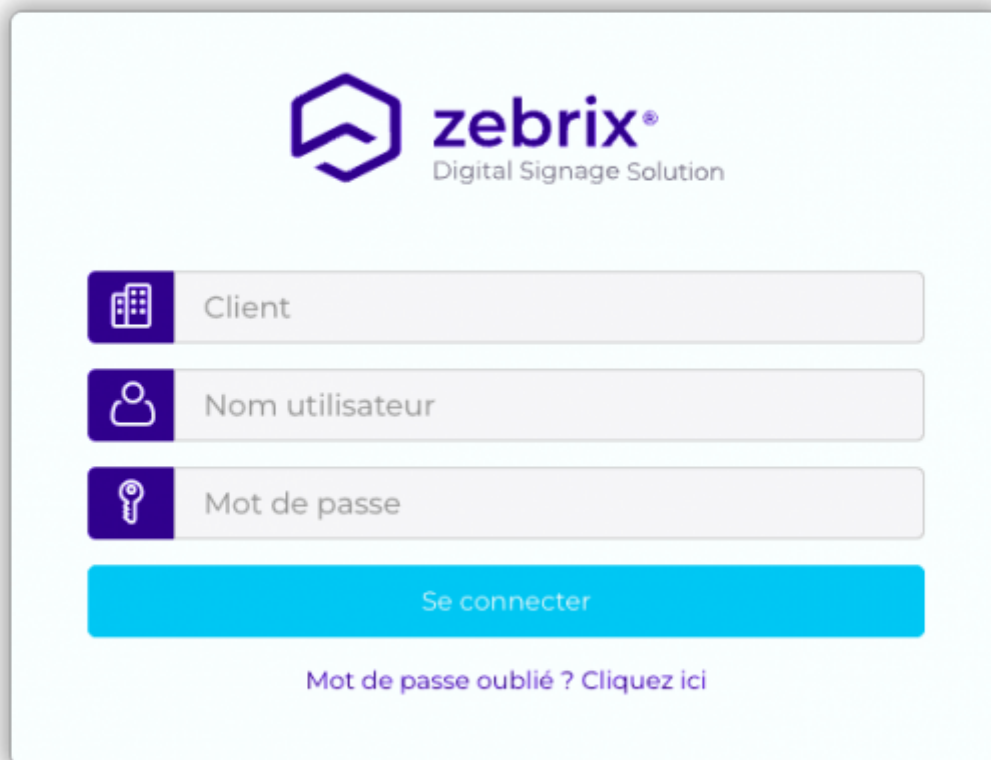 zebrix®
Digital Signage Solution
Client
Nom utilisateur
Mot de passe
Se connecter
Mot de passe oublié ? Cliquez ici